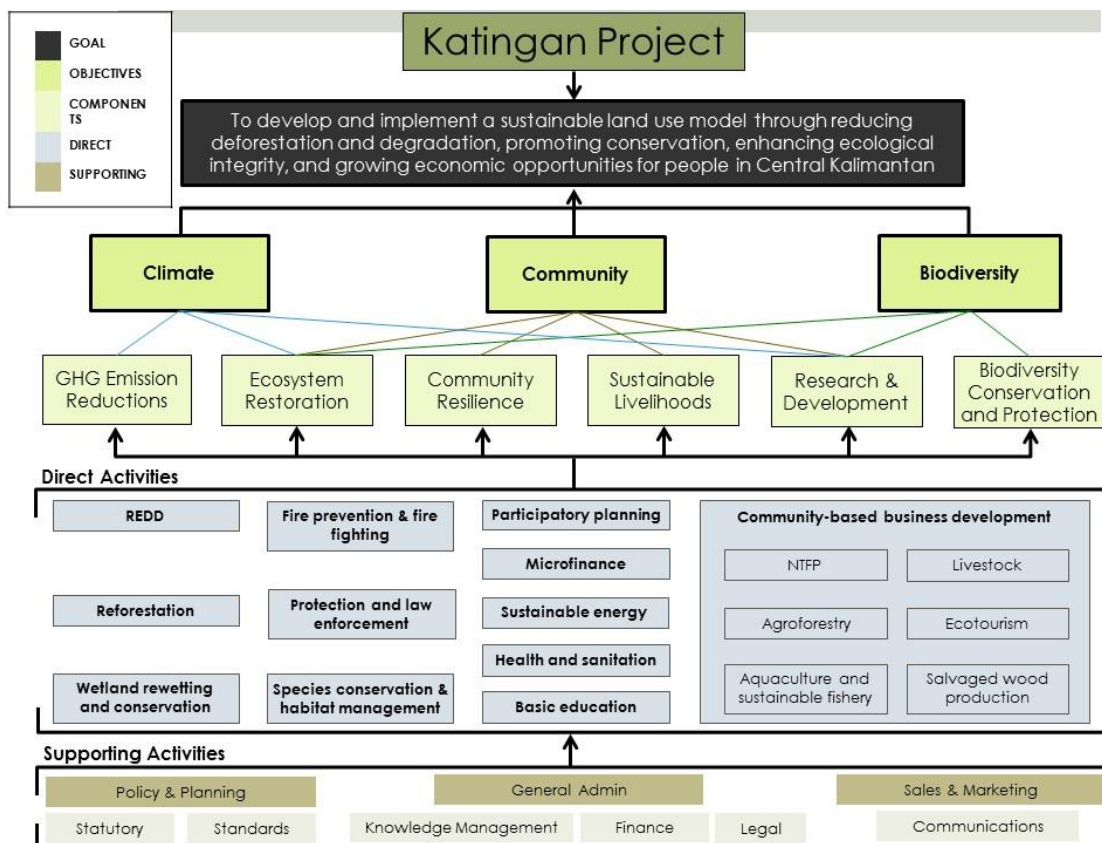 Katingan Project
GOAL
OBJECTIVES
COMPONEN
TS
DIRECT
SUPPORTING
To develop and implement a sustainable land use model through reducing
deforestation and degradation, promoting conservation, enhancing ecological
integrity, and growing economic opportunities for people in Central Kalimantan
Climate
Community
Biodiversity
GHG Emission
Reductions
Ecosystem
Restoration
Community
Resilience
Sustainable
Livelihoods
Research &
Development
Biodiversity
Conservation
and Protection
Direct Activities
REDD
Reforestation
Wetland rewetting
and conservation
Fire prevention & fire
fighting
Protection and law
enforcement
Species conservation &
habitat management
Participatory planning
Microfinance
Sustainable energy
Health and sanitation
Basic education
Community-based business development
NTFP
Livestock
Agroforestry
Ecotourism
Aquaculture and
sustainable fishery
Salvaged wood
production
Supporting Activities
Policy & Planning
General Admin
Sales & Marketing
Statutory
Standards
Knowledge Management
Finance
Legal
Communications